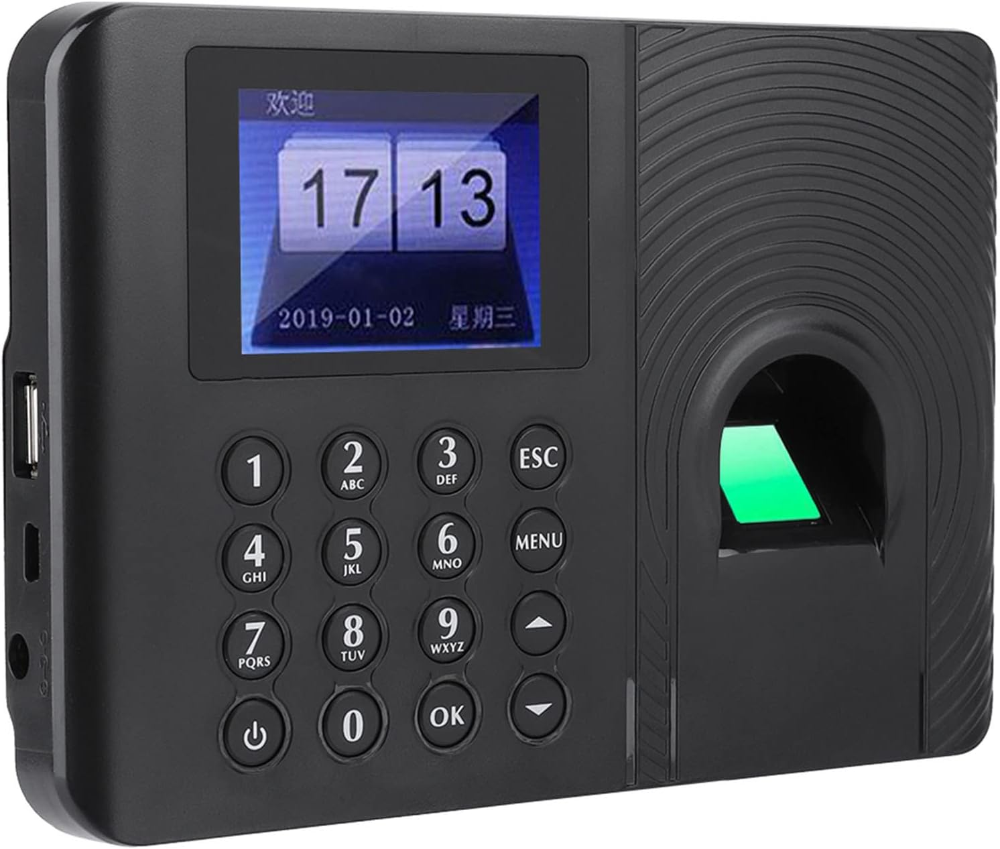 欢迎
17 13
2019-01-02 星期三
1 2 3 ESC
ABC DEF
4 5 6 MENU
GHI JKL MNO
7 8 9
PQRS TUV WXYZ
0 OK